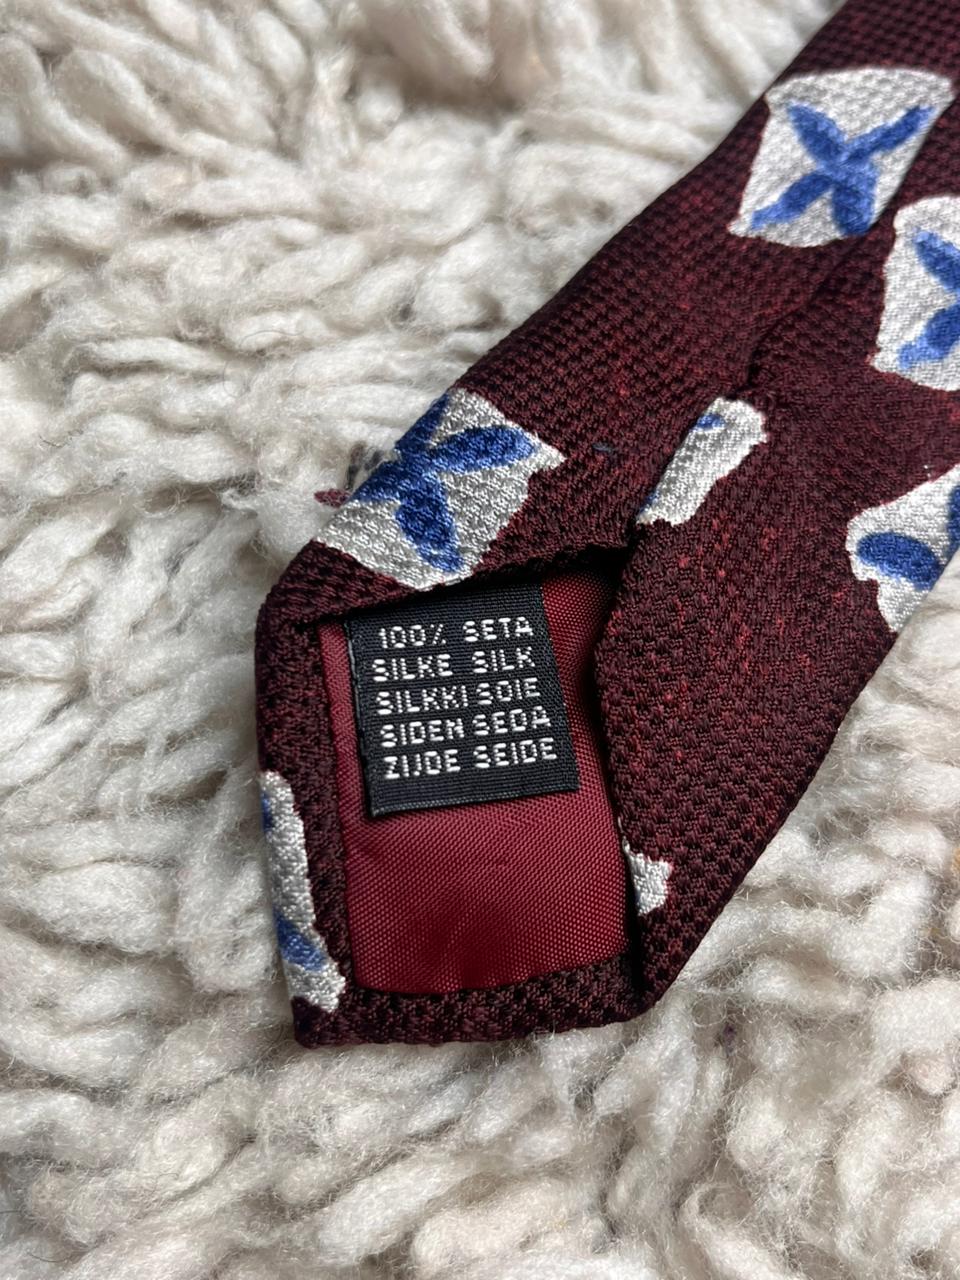 100% SETA
SILKE SILK
SILKKI SOIE
SIDEN SEDA
ZIJDE SEIDE